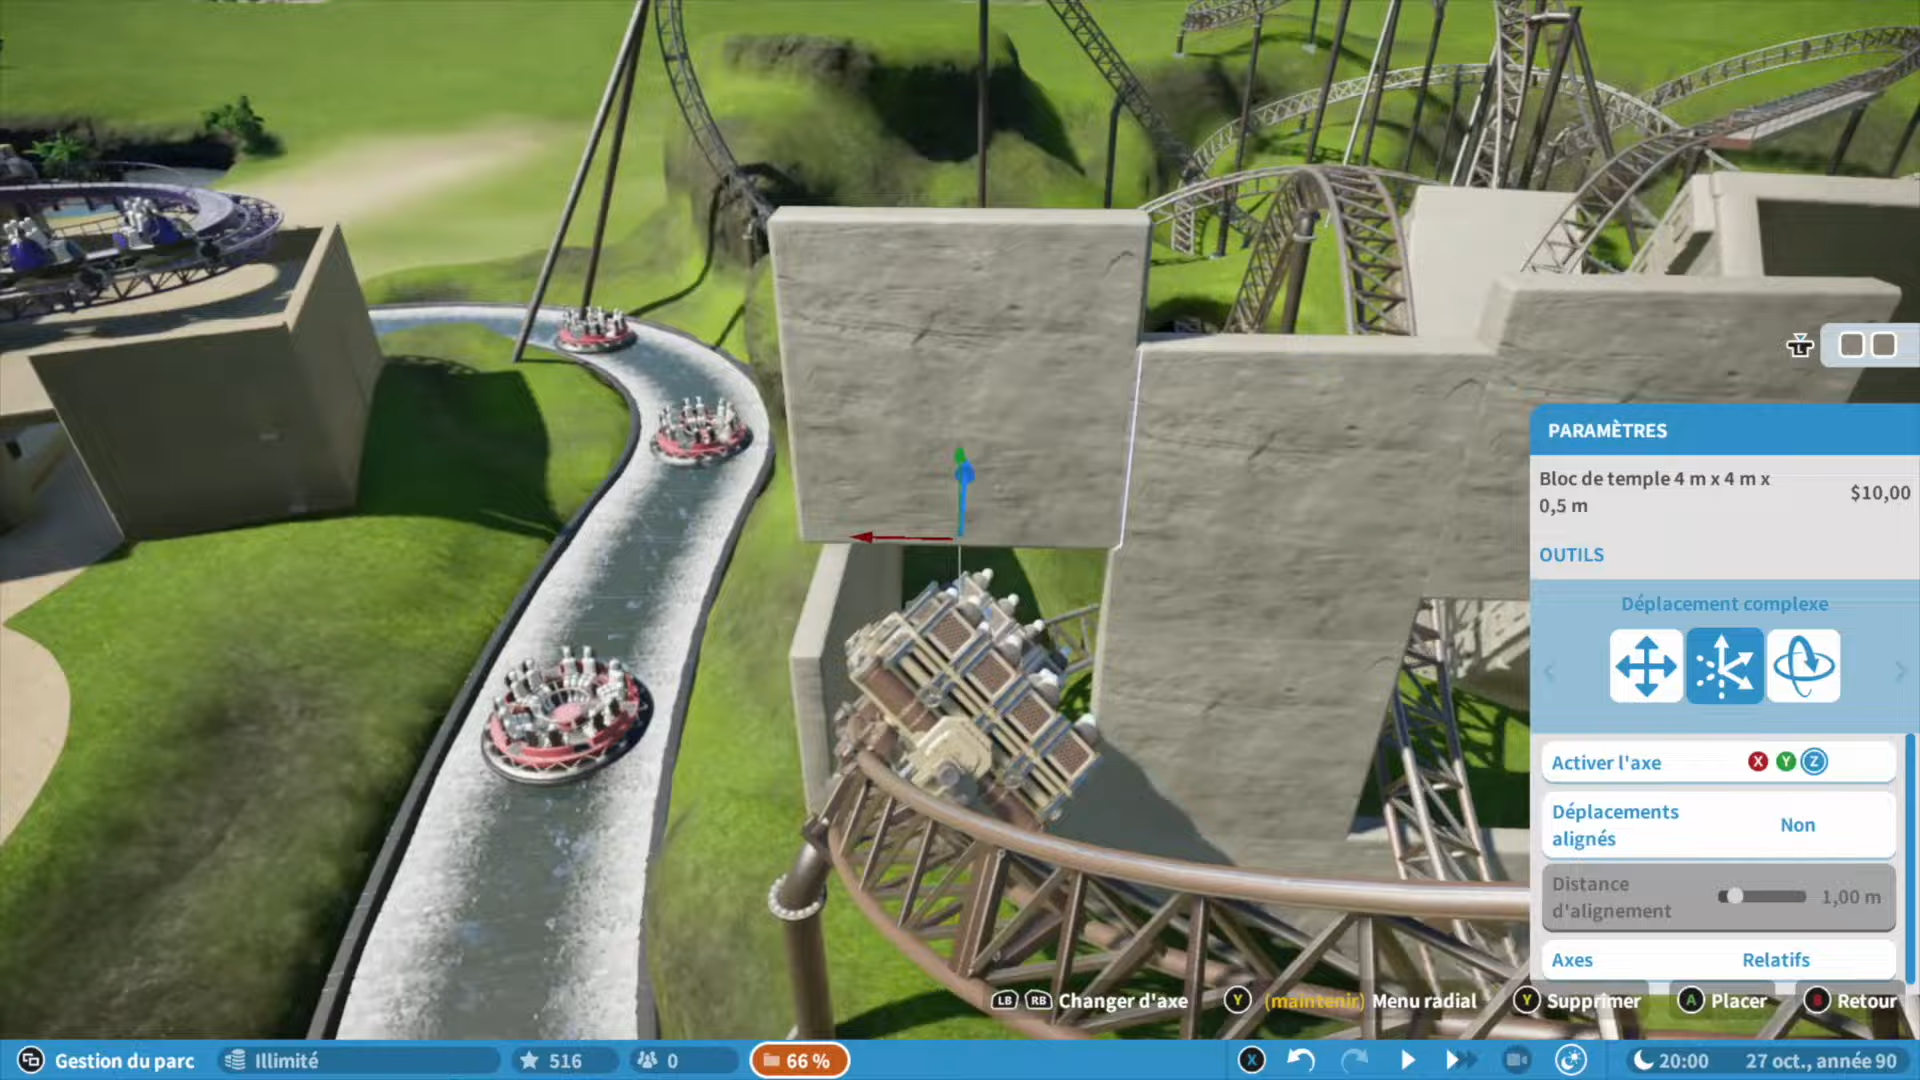 PARAMÈTRES
Bloc de temple 4 m x 4 m x
0,5 m
$10,00
OUTILS
Déplacement complexe
Activer l'axe X Y Z
Déplacements
alignés
Non
Distance
d'alignement
1,00 m
Axes Relatifs
LB RB Changer d'axe Y (maintenir) Menu radial Y Supprimer A Placer B Retour
Gestion du parc Illimité 516 0 66 % X 20:00 27 oct., année 90